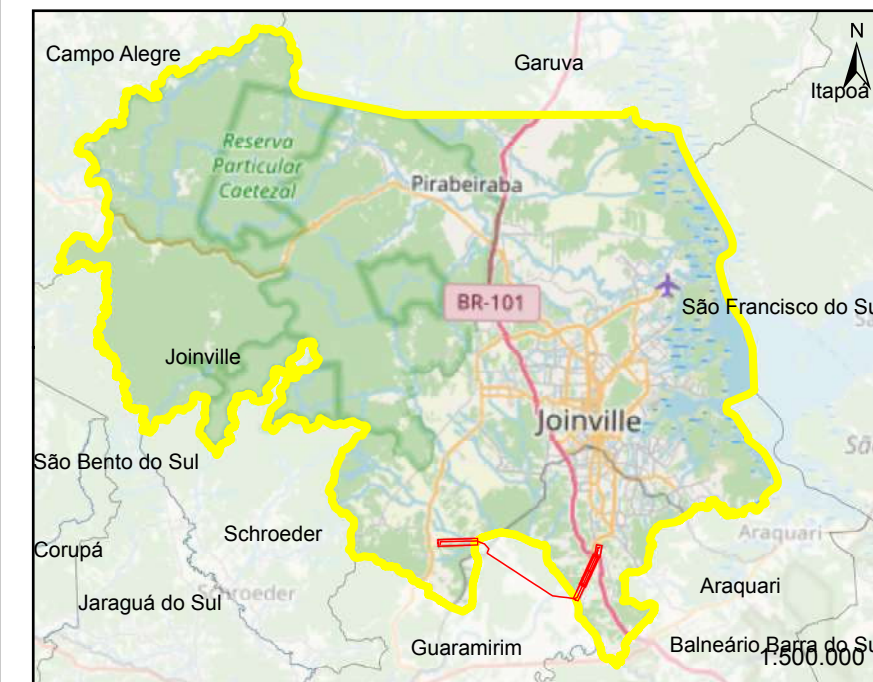 N
Campo Alegre
Garuva
Itapoá
Reserva
Particular
Caetezal
Pirabeiraba
BR-101
São Francisco do Su
Joinville
Joinville
São Bento do Sul
Schroeder
Araquari
Corupá
Araquari
Schroeder
Jaraguá do Sul
Guaramirim
Balneário Barra do Su
1:500.000